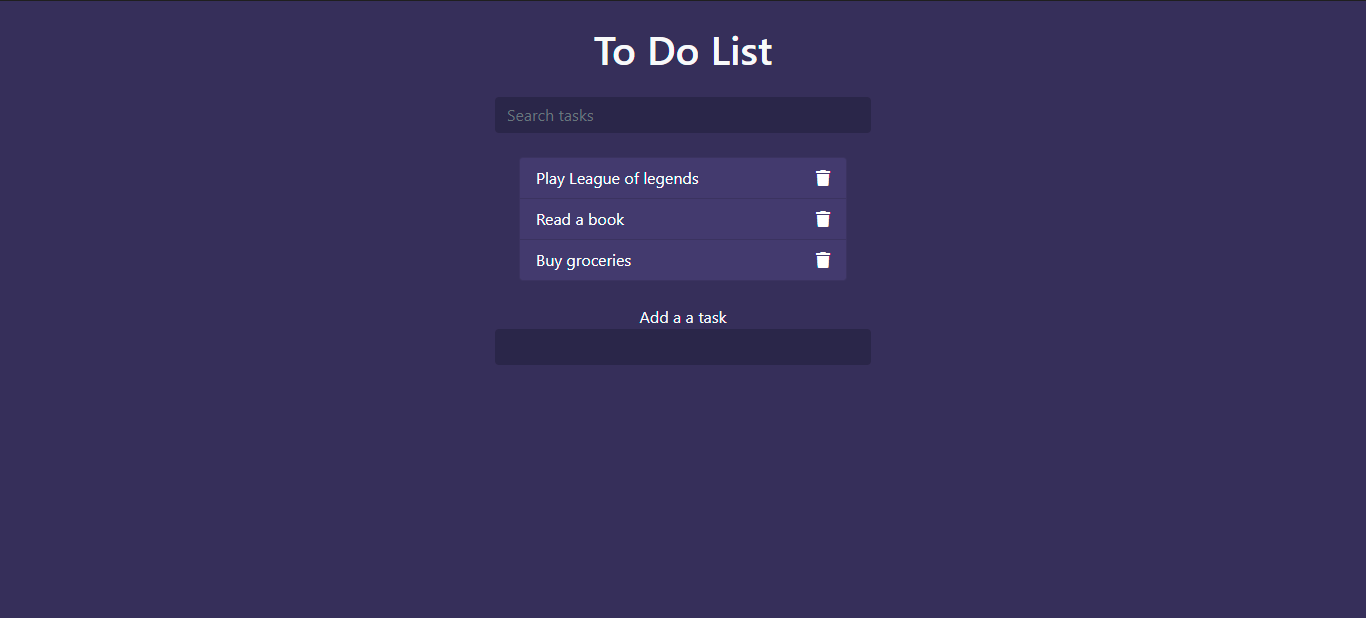 To Do List
Search tasks
Play League of legends
Read a book
Buy groceries
Add a a task